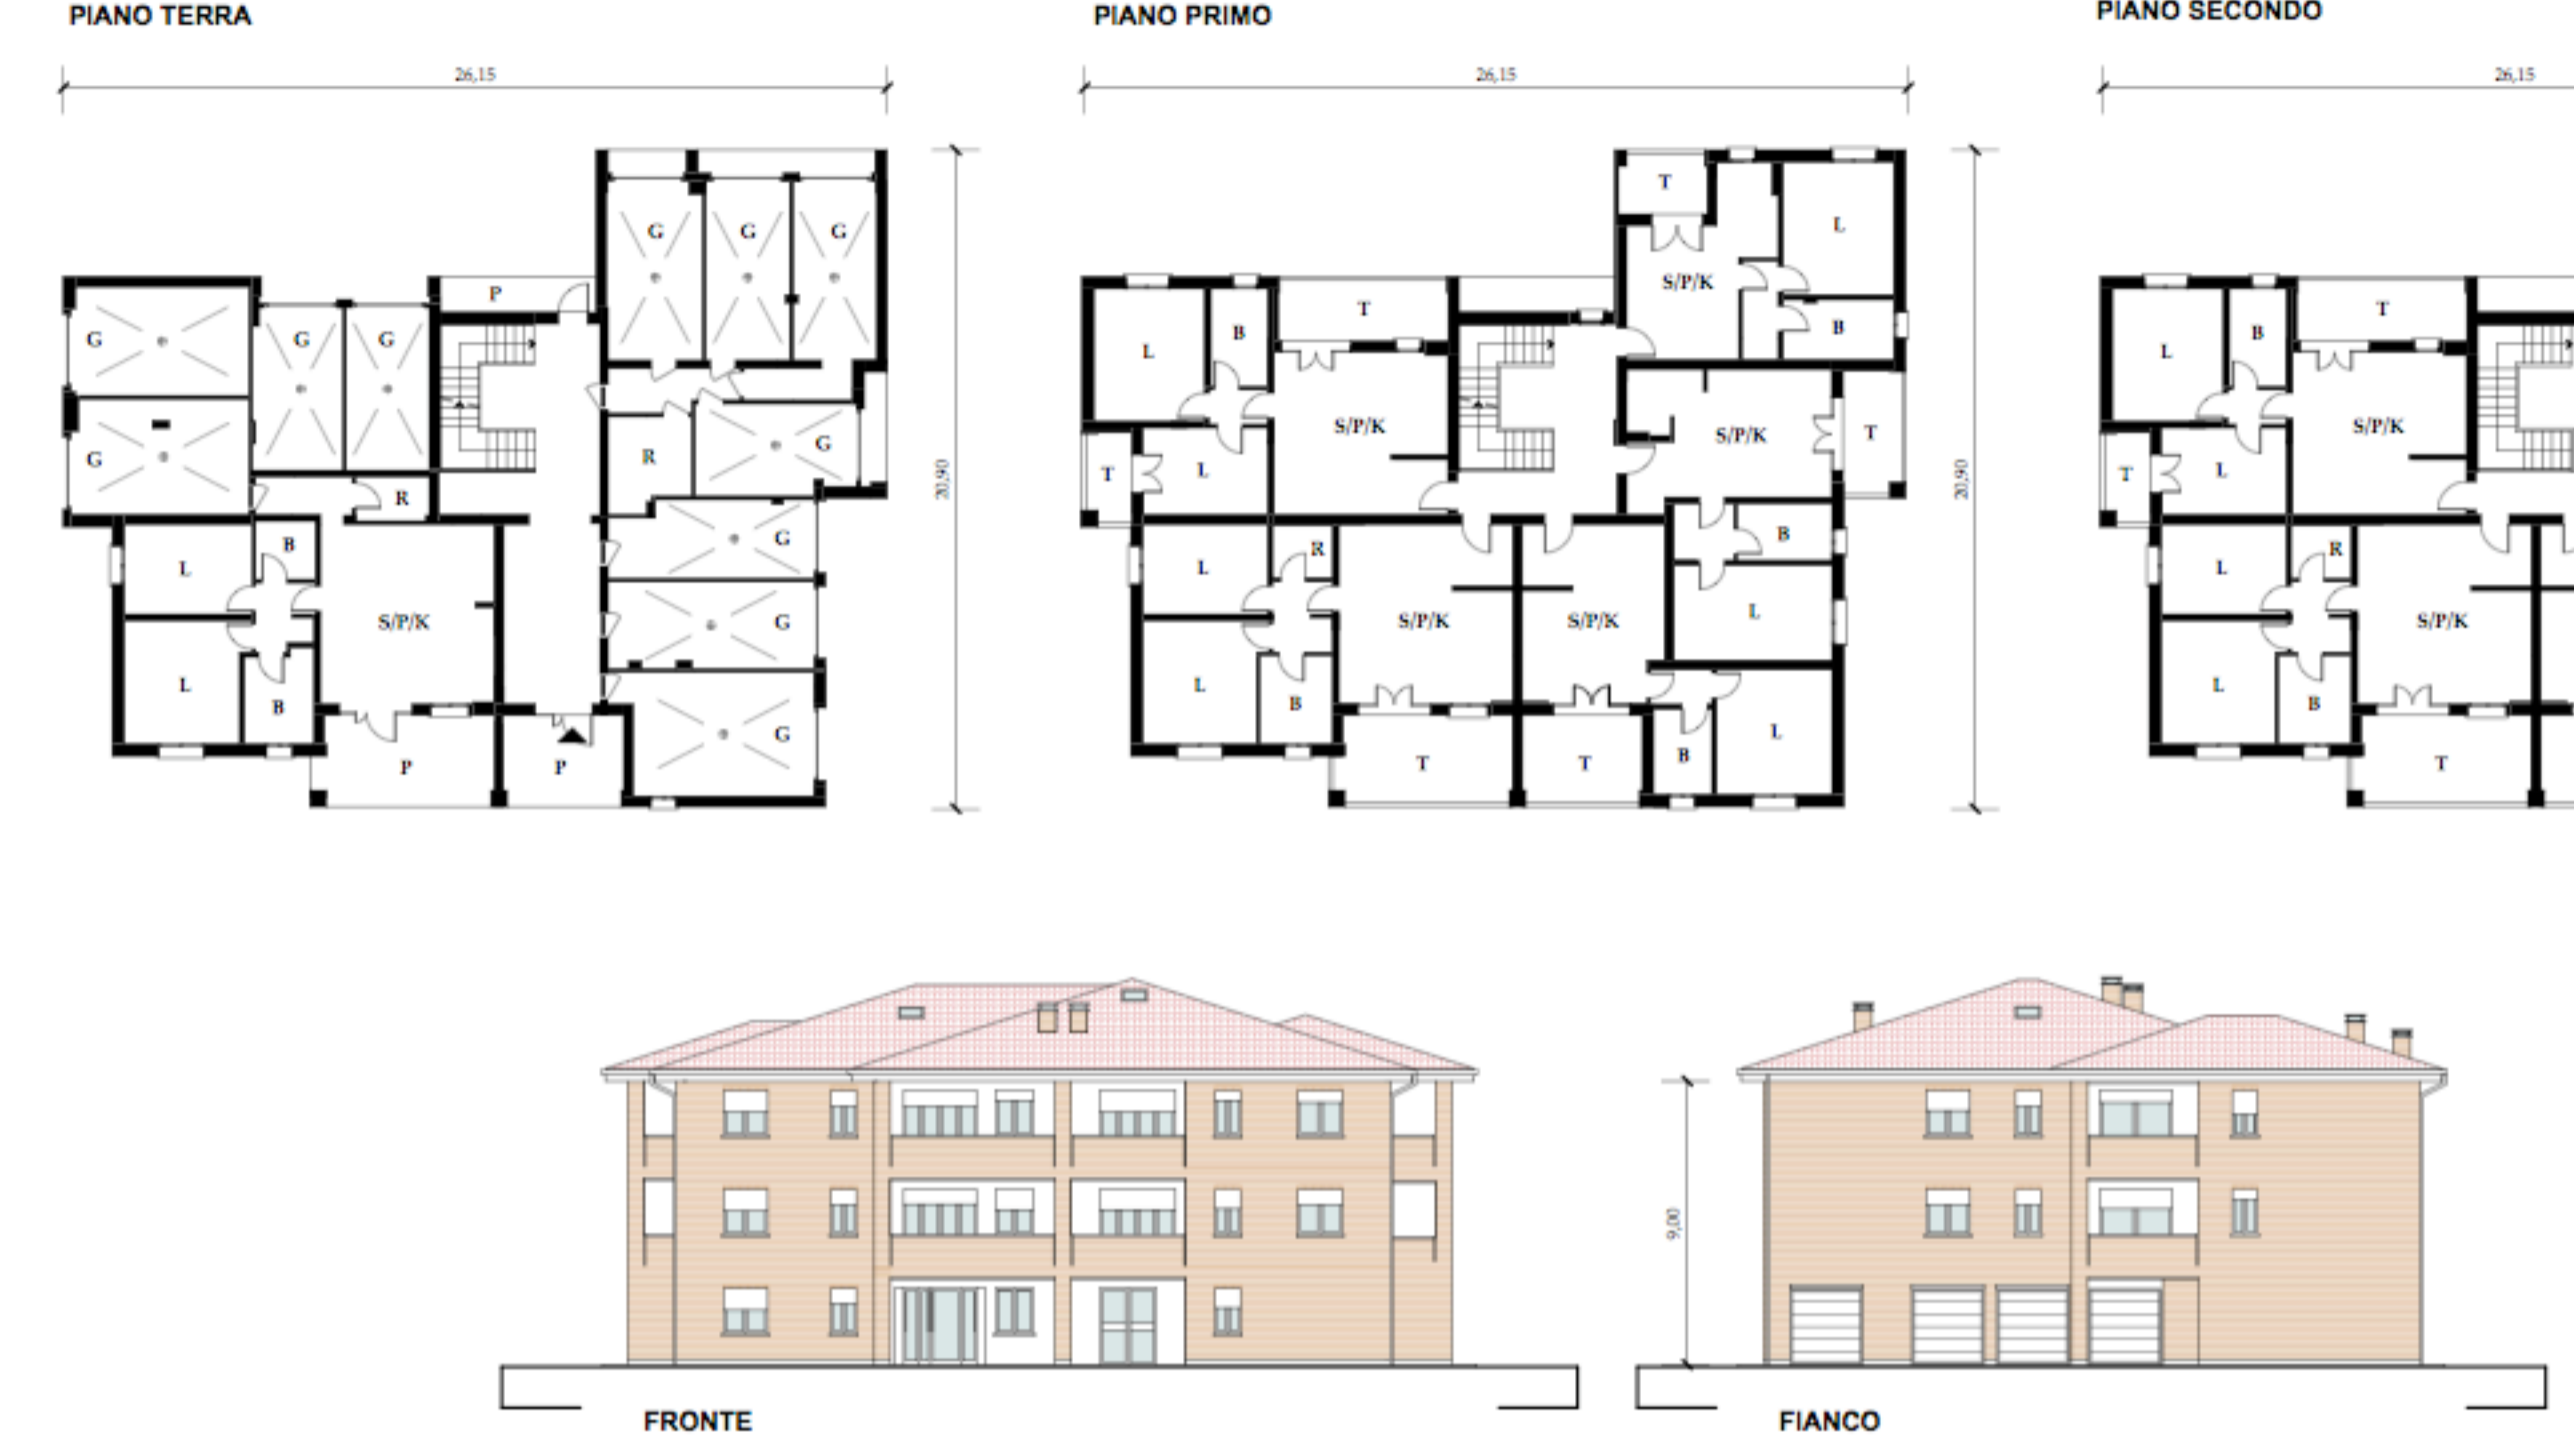 PIANO TERRA
PIANO PRIMO
PIANO SECONDO
26,15
26,15
26,15
G G G
P
G G G
G
G
R
R
G
B
L
G
S/P/K
G
L
B
G
P
P
20,90
T
L
S/P/K
B
T
B
L
S/P/K
S/P/K
T
T
L
R
B
L
S/P/K
S/P/K
L
L
B
L
B
T
T
20,90
T
B
L
S/P/K
T
L
R
L
S/P/K
L
B
T
9,00
FRONTE
FIANCO